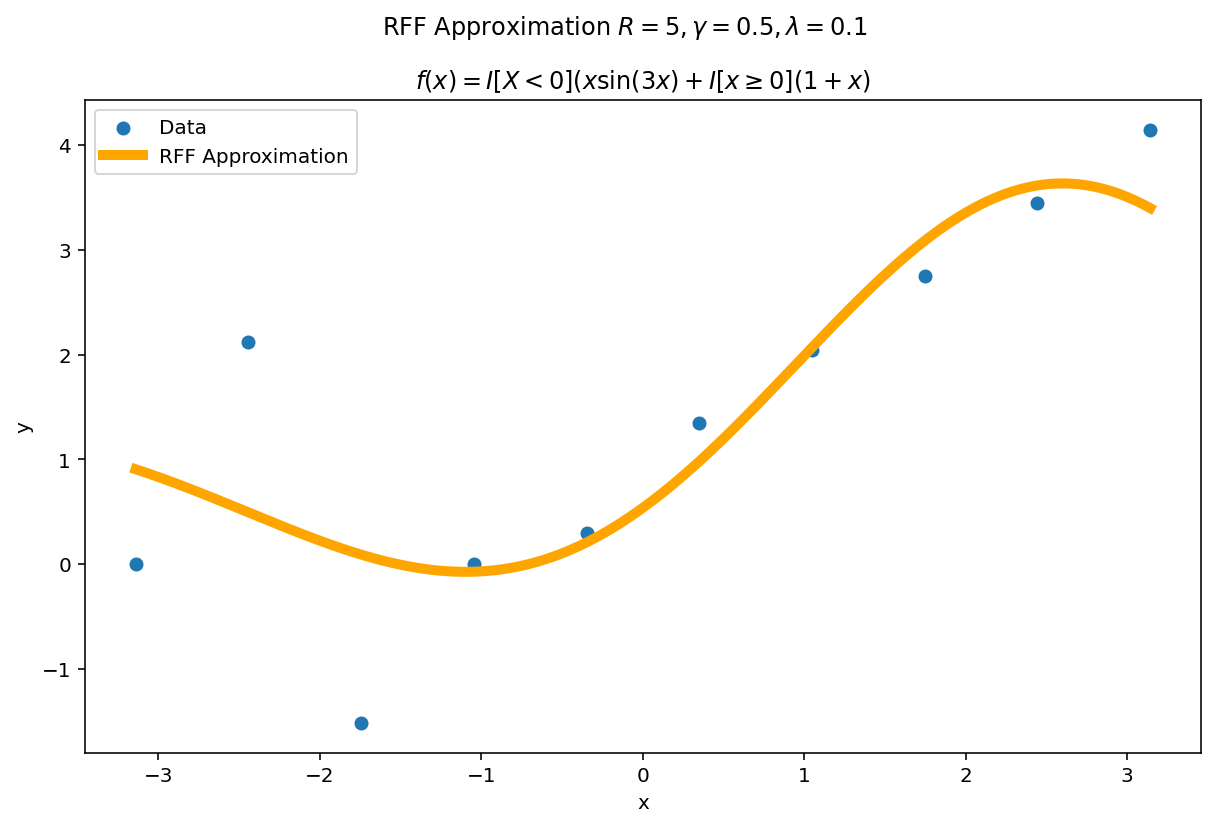 RFF Approximation R = 5, γ = 0.5, λ = 0.1
f(x) = I[X < 0](x sin(3x) + I[x ≥ 0](1 + x)
Data
RFF Approximation
4
3
2
1
0
−1
y
−3 −2 −1 0 1 2 3
x